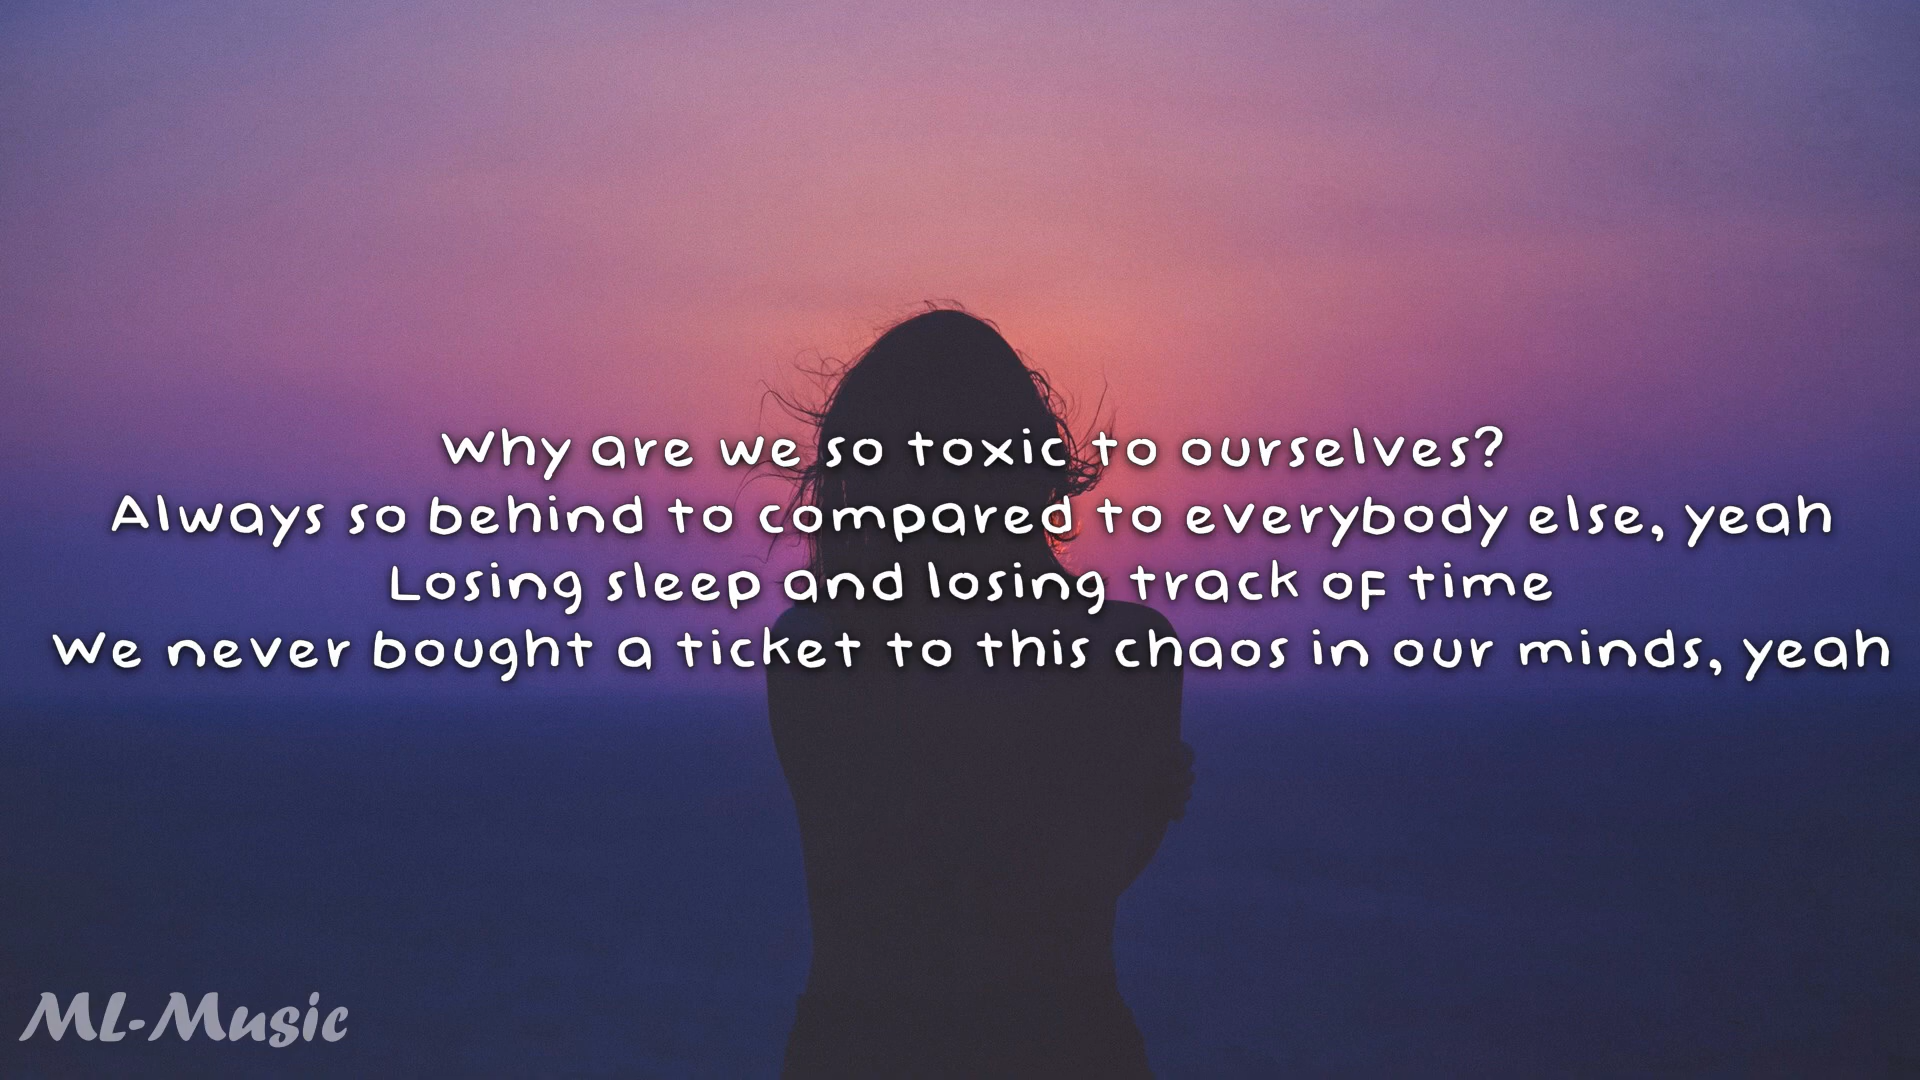 Why are we so toxic to ourselves?
Always so behind to compared to everybody else, yeah
Losing sleep and losing track of time
We never bought a ticket to this chaos in our minds, yeah
ML-Music